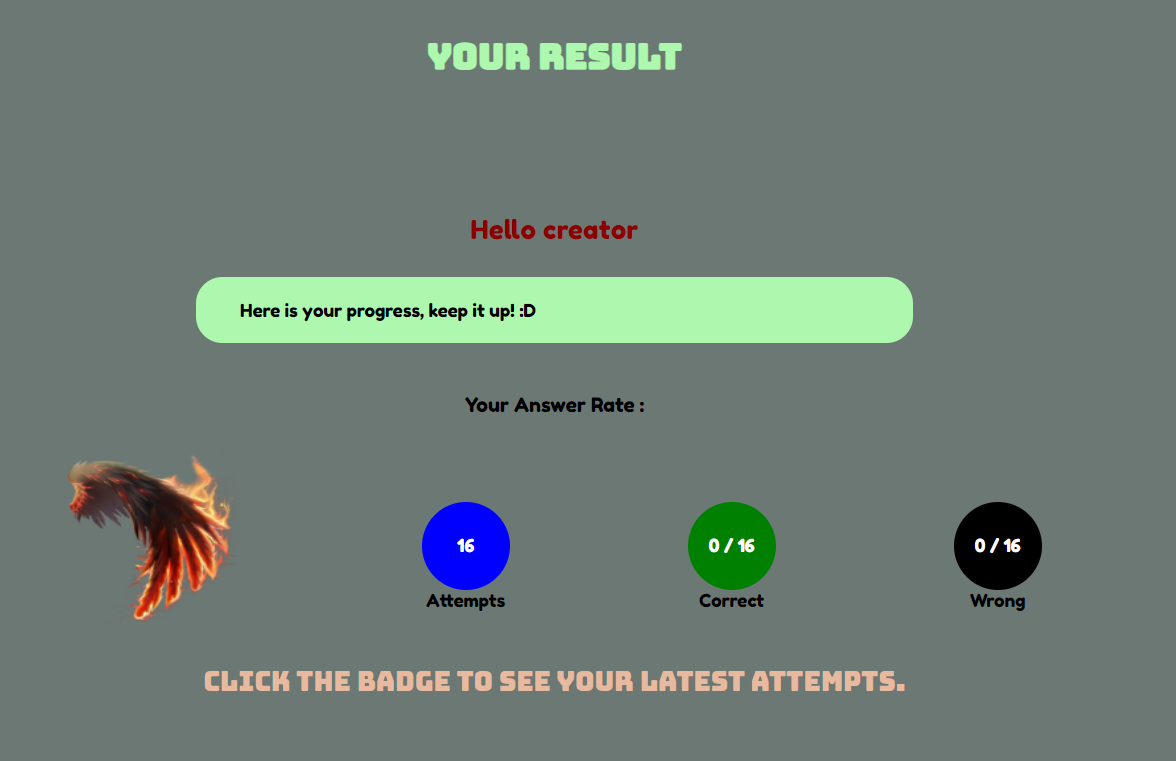 YOUR RESULT
Hello creator
Here is your progress, keep it up! :D
Your Answer Rate :
16
0 / 16
0 / 16
Attempts
Correct
Wrong
CLICK THE BADGE TO SEE YOUR LATEST ATTEMPTS.